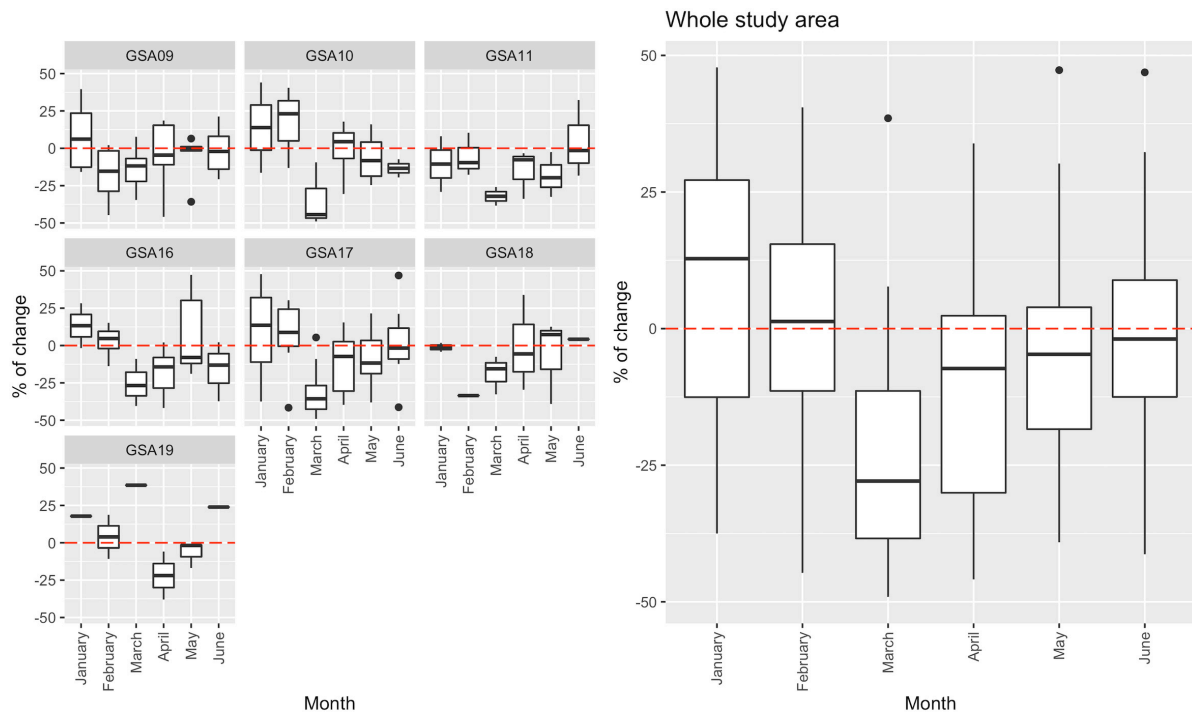 Whole study area
GSA09 GSA10 GSA11
50
25
0
-25
-50
GSA16 GSA17 GSA18
50
25
0
-25
-50
GSA19
50
25
0
-25
-50
January February March April May June
January February March April May June
January February March April May June
Month
% of change
50
25
0
-25
-50
January February March April May June
Month
% of change